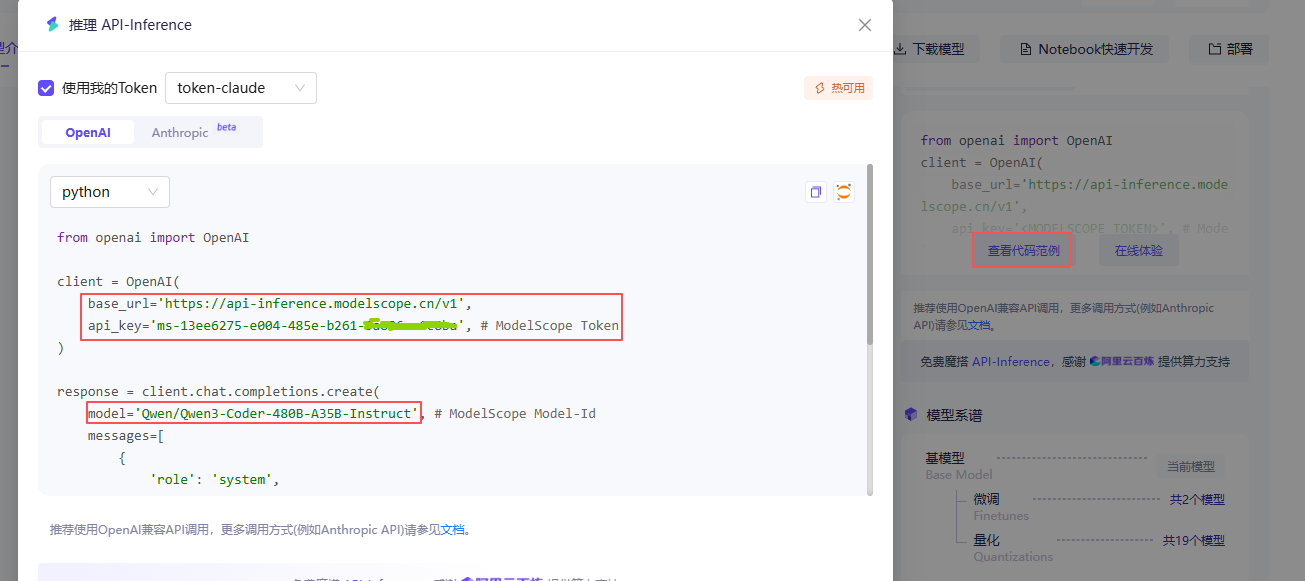 推理 API-Inference
使用我的Token
token-claude
热可用
OpenAI
Anthropic beta
python
from openai import OpenAI
client = OpenAI(
base_url='https://api-inference.modelscope.cn/v1',
api_key='ms-13ee6275-e004-485e-b261- ', # ModelScope Token
)
response = client.chat.completions.create(
model='Qwen/Qwen3-Coder-480B-A35B-Instruct', # ModelScope Model-Id
messages=[
{
'role': 'system',
推荐使用OpenAI兼容API调用，更多调用方式(例如Anthropic API)请参见文档。
型介
下载模型
Notebook快速开发
部署
from openai import OpenAI
client = OpenAI(
base_url='https://api-inference.mode
lscope.cn/v1',
api_key='<MODELSCOPE_TOKEN>', # Mode
查看代码范例
在线体验
推荐使用OpenAI兼容API调用，更多调用方式(例如Anthropic
API)请参见文档。
免费魔搭 API-Inference，感谢 阿里云百炼 提供算力支持
模型系谱
基模型
Base Model
当前模型
微调
共2个模型
Finetunes
量化
共19个模型
Quantizations